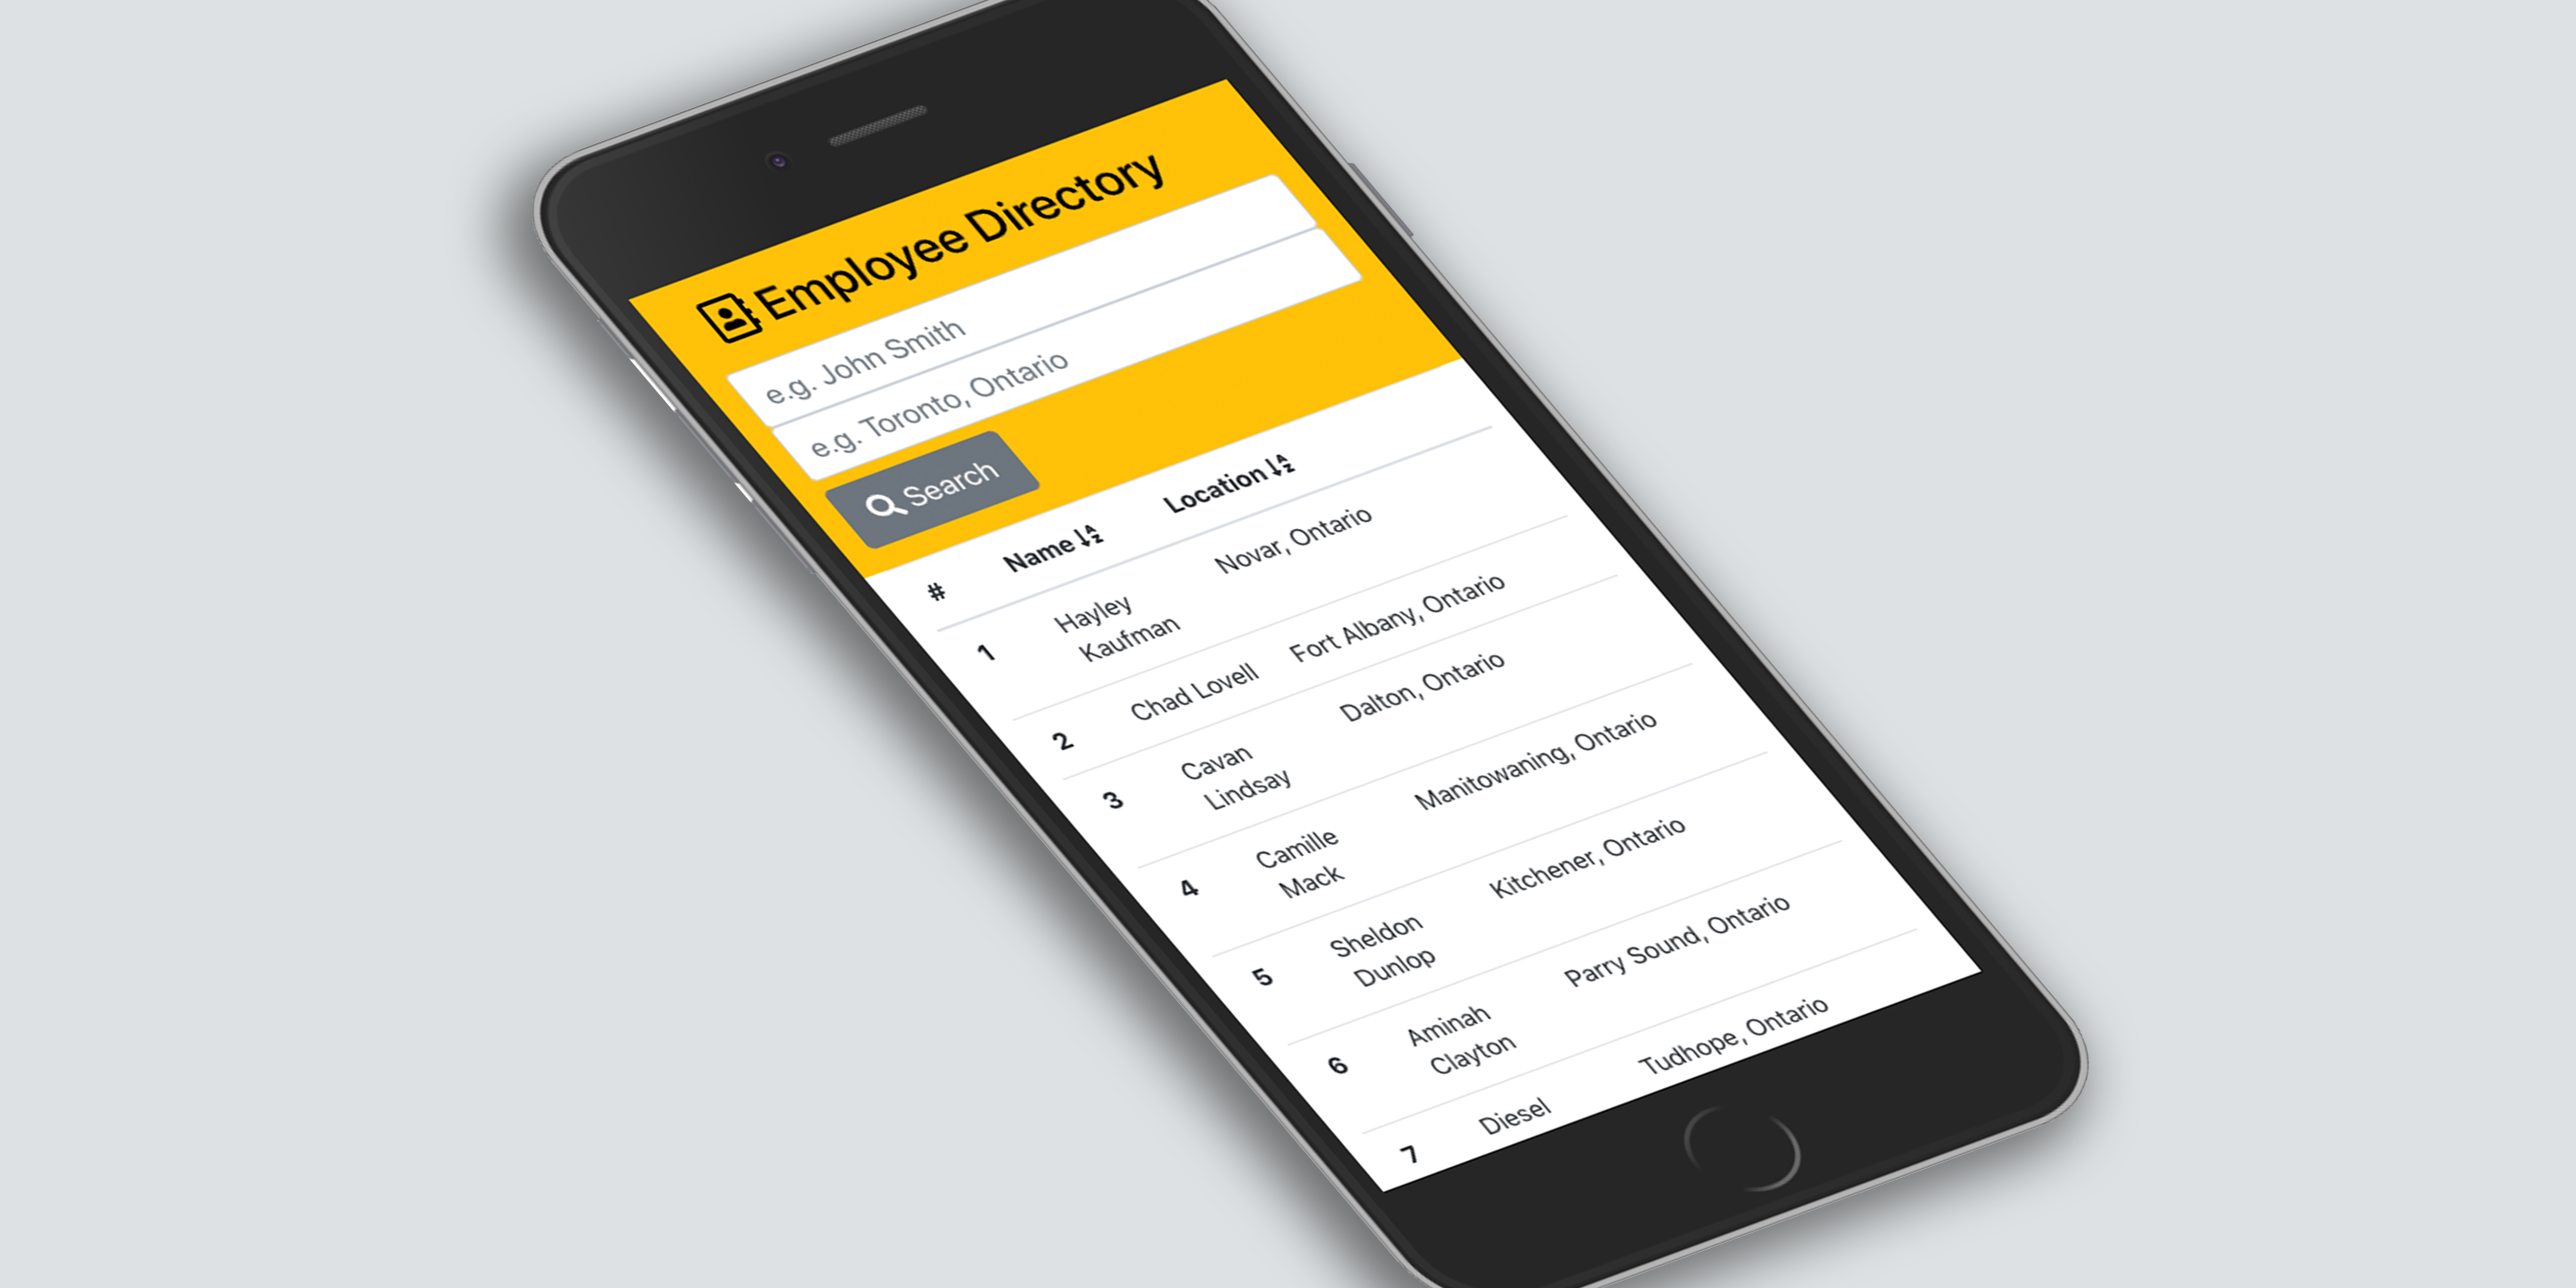 Employee Directory
e.g. John Smith
e.g. Toronto, Ontario
Search
# Name Location
1 Hayley Kaufman Novar, Ontario
2 Chad Lovell Fort Albany, Ontario
3 Cavan Lindsay Dalton, Ontario
4 Camille Mack Manitowaning, Ontario
5 Sheldon Dunlop Kitchener, Ontario
6 Aminah Clayton Parry Sound, Ontario
7 Diesel Tudhope, Ontario